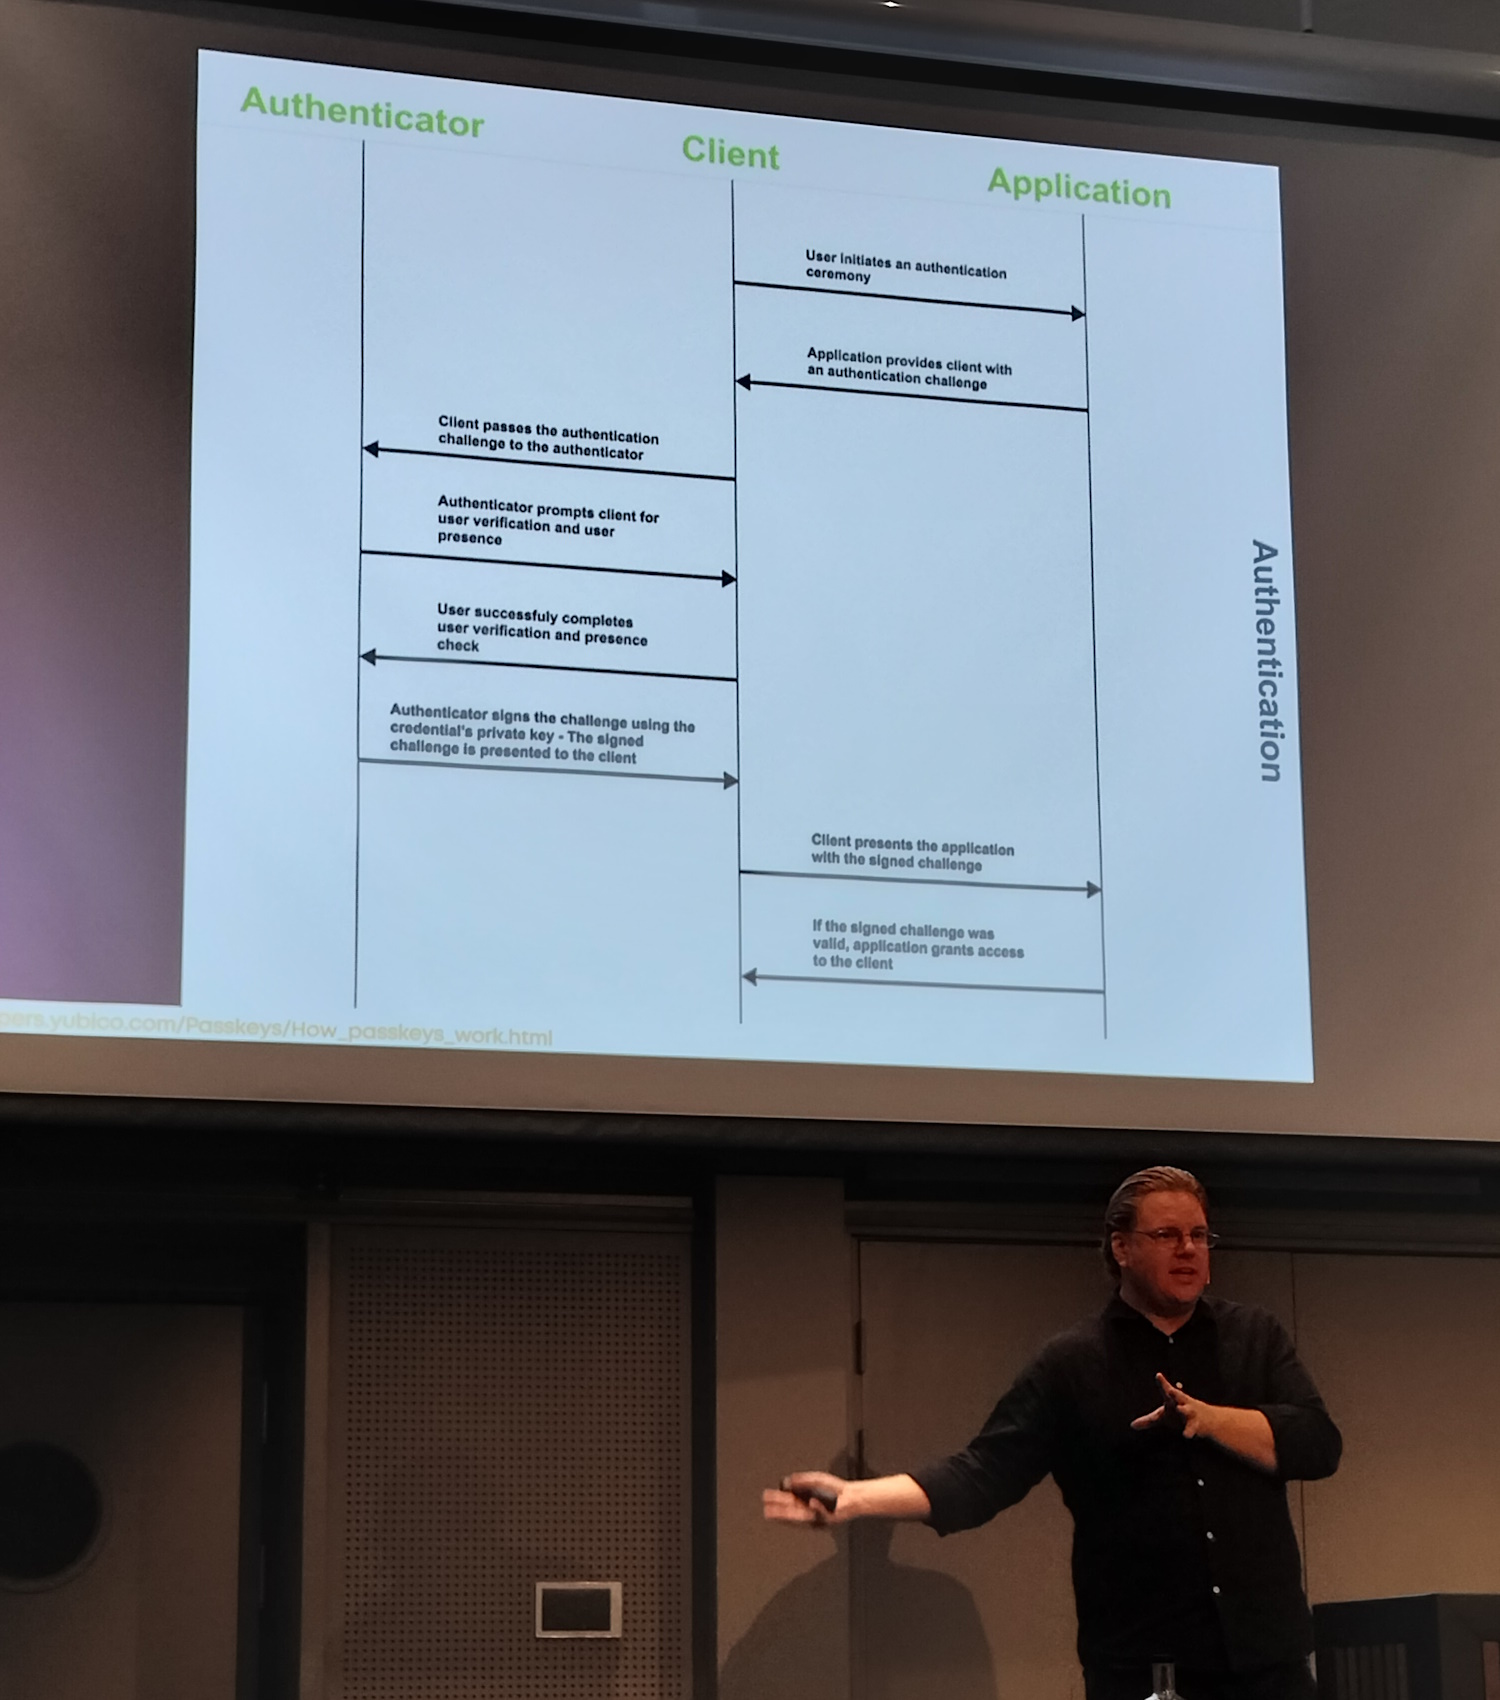 Authenticator
Client
Application
User initiates an authentication
ceremony
Application provides client with
an authentication challenge
Client passes the authentication
challenge to the authenticator
Authenticator prompts client for
user verification and user
presence
User successfuly completes
user verification and presence
check
Authenticator signs the challenge using the
credential's private key - The signed
challenge is presented to the client
Client presents the application
with the signed challenge
If the signed challenge was
valid, application grants access
to the client
Authentication
pers.yubico.com/Passkeys/How_passkeys_work.html